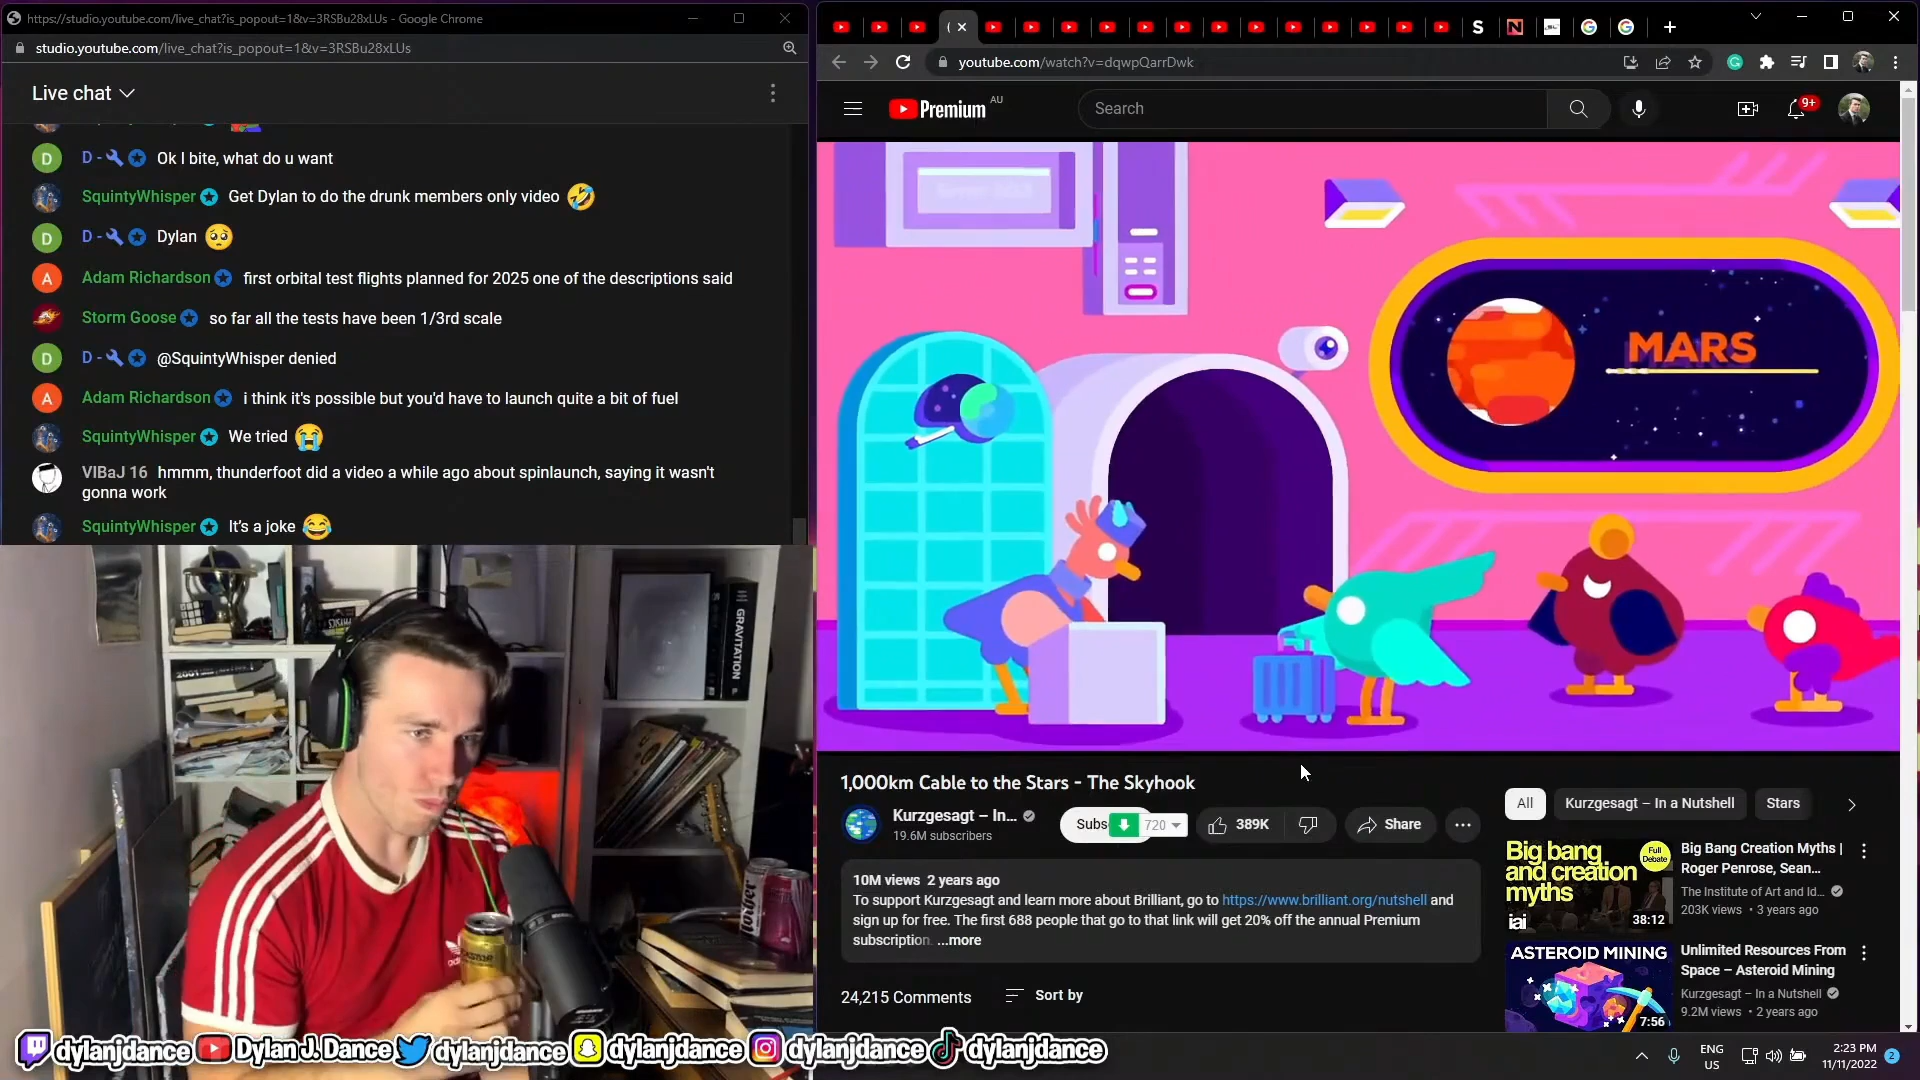 https://studio.youtube.com/live_chat?is_popout=1&v=3RSBu28xLUs - Google Chrome
studio.youtube.com/live_chat?is_popout=1&v=3RSBu28xLUs
Live chat
D - Ok I bite, what do u want
SquintyWhisper Get Dylan to do the drunk members only video 🤣
D - Dylan 🥺
Adam Richardson first orbital test flights planned for 2025 one of the descriptions said
Storm Goose so far all the tests have been 1/3rd scale
D - @SquintyWhisper denied
Adam Richardson i think it's possible but you'd have to launch quite a bit of fuel
SquintyWhisper We tried 😭
VIBaJ 16 hmmm, thunderfoot did a video a while ago about spinlaunch, saying it wasn't
gonna work
SquintyWhisper It's a joke 😂
youtube.com/watch?v=dqwpQarrDwk
Premium AU
Search
9+
MARS
1,000km Cable to the Stars - The Skyhook
Kurzgesagt – In...
19.6M subscribers
Subs
720
389K
Share
10M views 2 years ago
To support Kurzgesagt and learn more about Brilliant, go to https://www.brilliant.org/nutshell and
sign up for free. The first 688 people that go to that link will get 20% off the annual Premium
subscription. ...more
24,215 Comments
Sort by
All
Kurzgesagt – In a Nutshell
Stars
Big bang
and creation
myths
Full
Debate
iai
38:12
Big Bang Creation Myths |
Roger Penrose, Sean...
The Institute of Art and Id...
203K views • 3 years ago
ASTEROID MINING
7:56
Unlimited Resources From
Space – Asteroid Mining
Kurzgesagt – In a Nutshell
9.2M views • 2 years ago
GRAVITATION
2001
dylanjdance
Dylan J. Dance
dylanjdance
dylanjdance
dylanjdance
dylanjdance
ENG
US
2:23 PM
11/11/2022
2